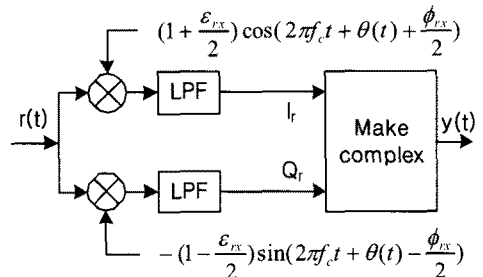 (1 + ε_rx/2) cos(2πf_c t + θ(t) + φ_rx/2)
LPF
I_r
r(t)
Make
complex
y(t)
LPF
Q_r
-(1 - ε_rx/2) sin(2πf_c t + θ(t) - φ_rx/2)